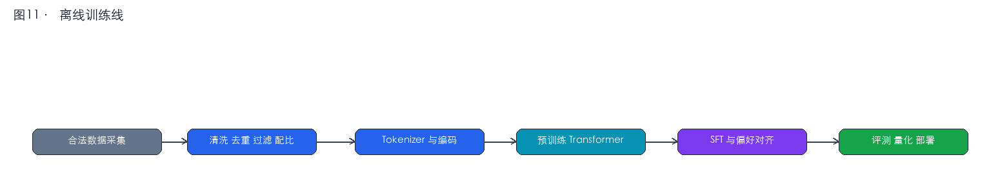 图11 · 离线训练线
合法数据采集
清洗 去重 过滤 配比
Tokenizer 与编码
预训练 Transformer
SFT 与偏好对齐
评测 量化 部署